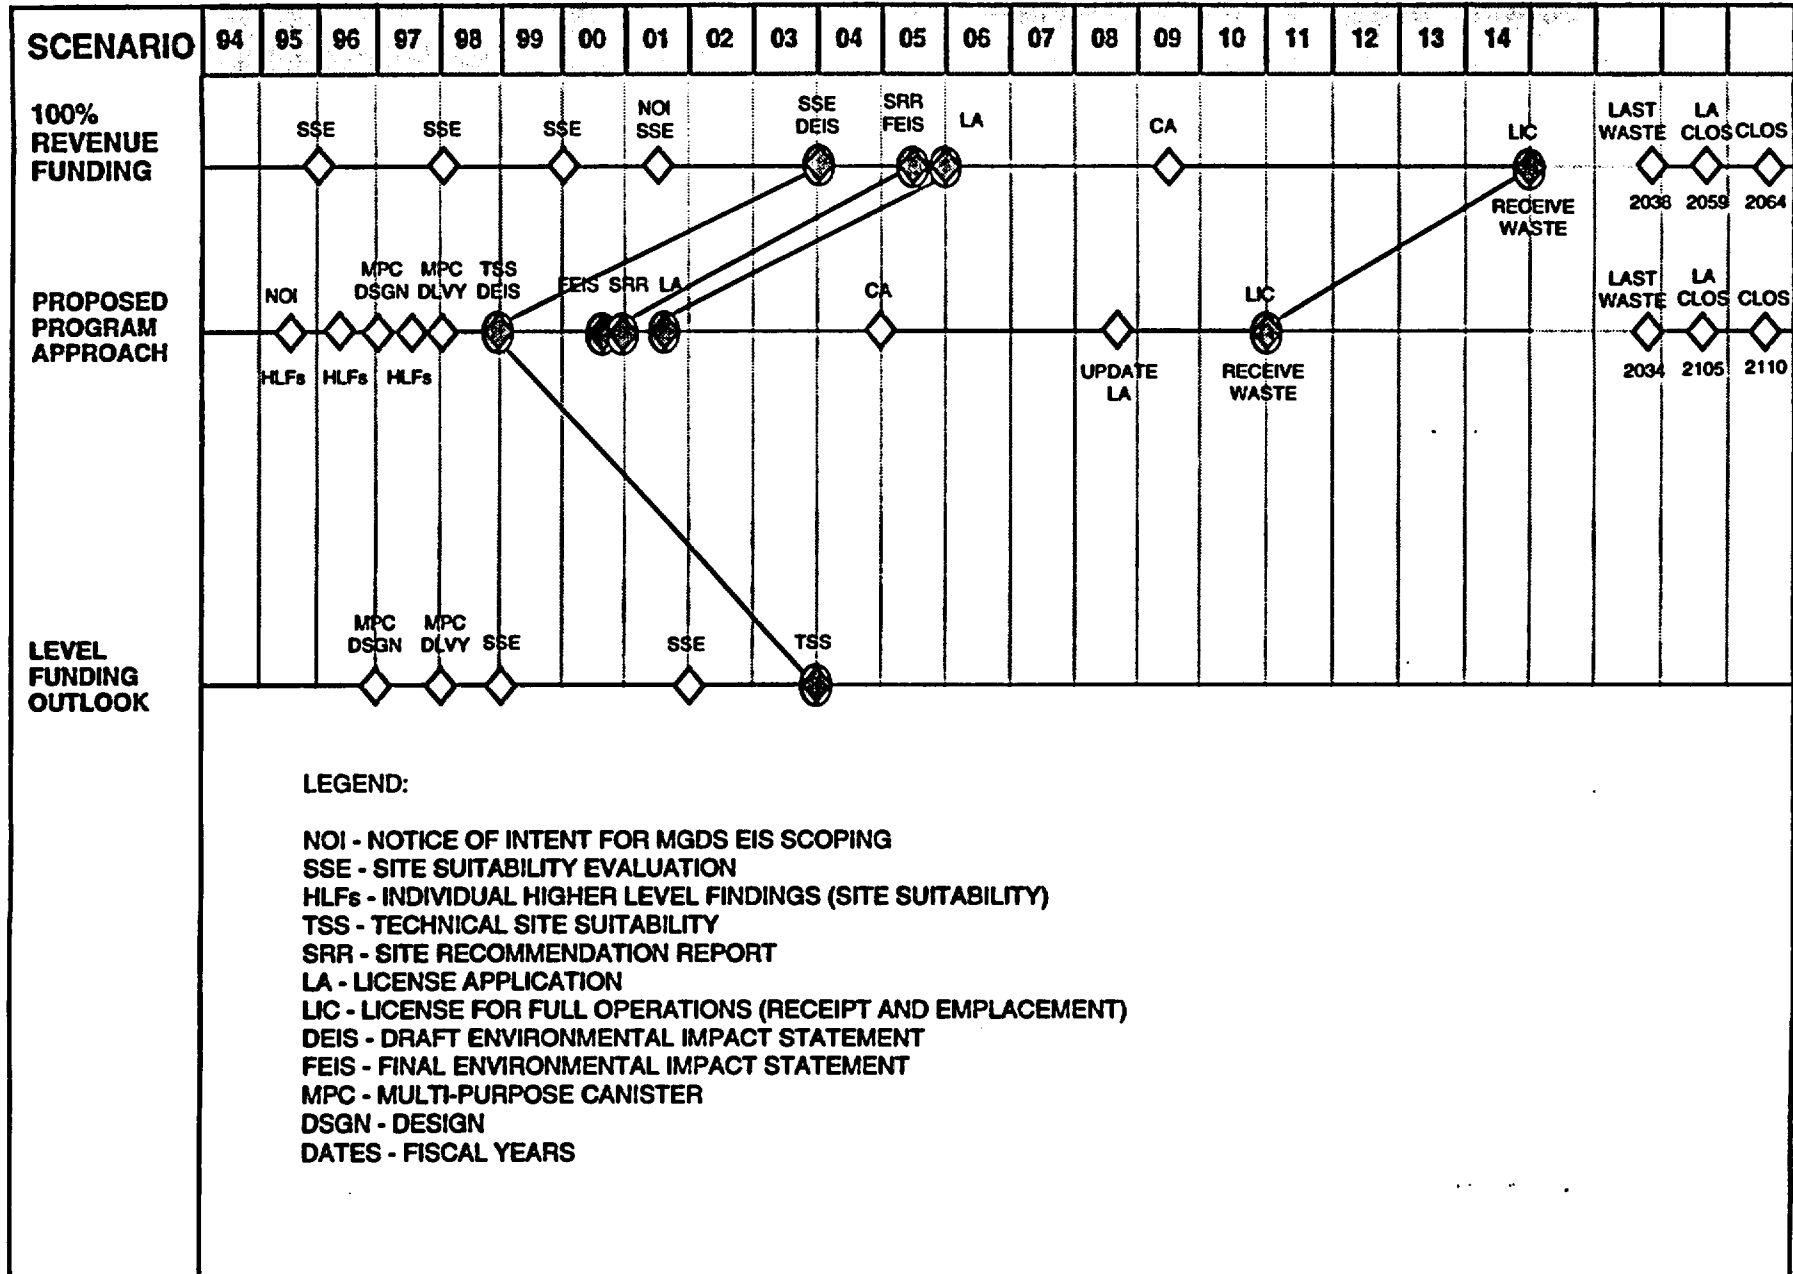 SCENARIO 94 95 96 97 98 99 00 01 02 03 04 05 06 07 08 09 10 11 12 13 14
100%
REVENUE
FUNDING
SSE
SSE
SSE
NOI
SSE
SSE
DEIS
SRR
FEIS
LA
CA
LIC
RECEIVE
WASTE
LAST
WASTE
LA
CLOS
CLOS
2038 2059 2064
PROPOSED
PROGRAM
APPROACH
NOI
MPC
DSGN
MPC
DLVY
TSS
DEIS
FEIS SRR LA
CA
LIC
HLFs HLFs HLFs
UPDATE
LA
RECEIVE
WASTE
LAST
WASTE
LA
CLOS
CLOS
2034 2105 2110
LEVEL
FUNDING
OUTLOOK
MPC
DSGN
MPC
DLVY
SSE
SSE
TSS
LEGEND:
NOI - NOTICE OF INTENT FOR MGDS EIS SCOPING
SSE - SITE SUITABILITY EVALUATION
HLFs - INDIVIDUAL HIGHER LEVEL FINDINGS (SITE SUITABILITY)
TSS - TECHNICAL SITE SUITABILITY
SRR - SITE RECOMMENDATION REPORT
LA - LICENSE APPLICATION
LIC - LICENSE FOR FULL OPERATIONS (RECEIPT AND EMPLACEMENT)
DEIS - DRAFT ENVIRONMENTAL IMPACT STATEMENT
FEIS - FINAL ENVIRONMENTAL IMPACT STATEMENT
MPC - MULTI-PURPOSE CANISTER
DSGN - DESIGN
DATES - FISCAL YEARS